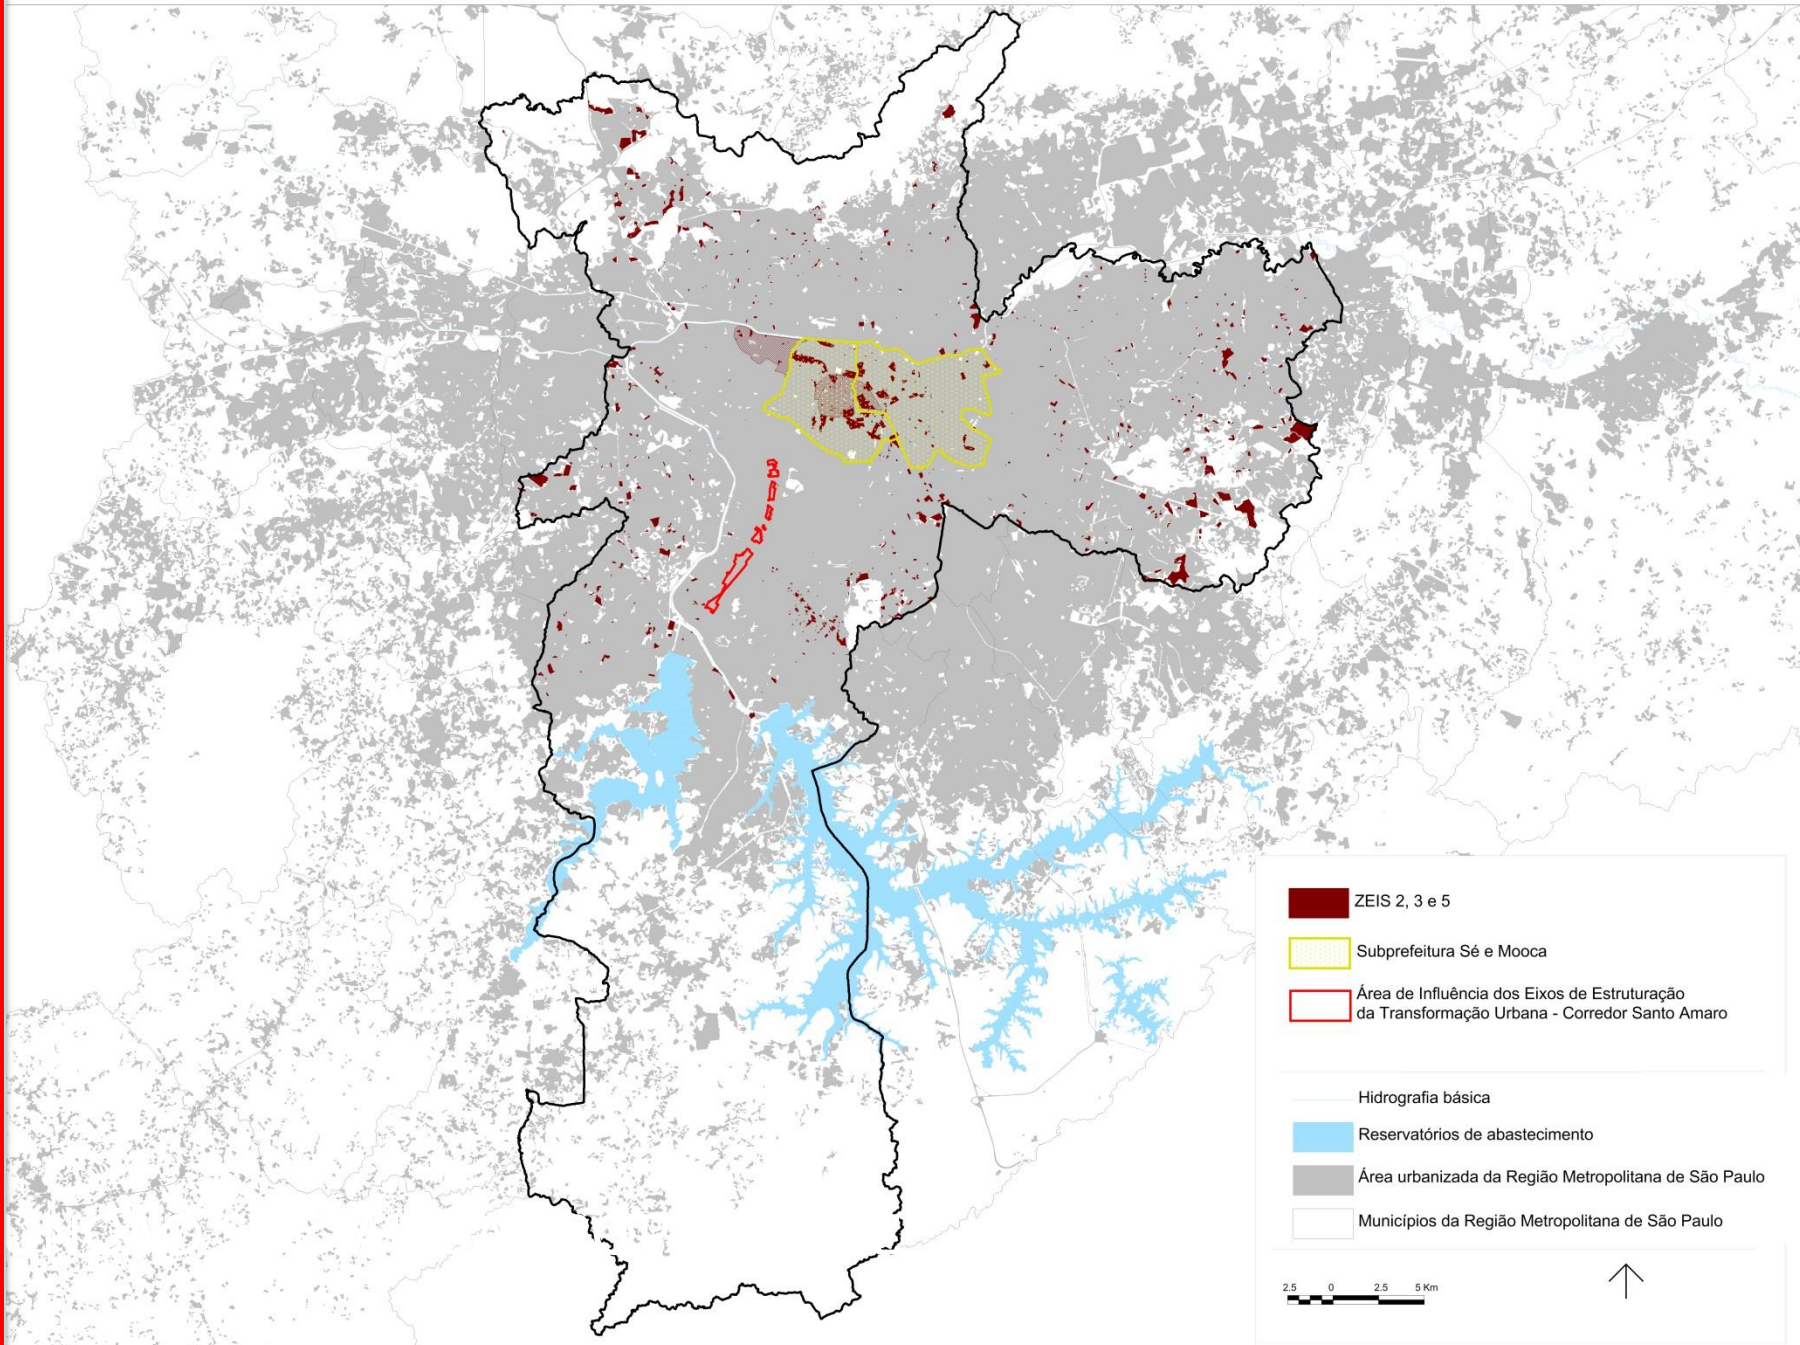 ZEIS 2, 3 e 5
Subprefeitura Sé e Mooca
Área de Influência dos Eixos de Estruturação
da Transformação Urbana - Corredor Santo Amaro
Hidrografia básica
Reservatórios de abastecimento
Área urbanizada da Região Metropolitana de São Paulo
Municípios da Região Metropolitana de São Paulo
2.5 0 2.5 5 Km